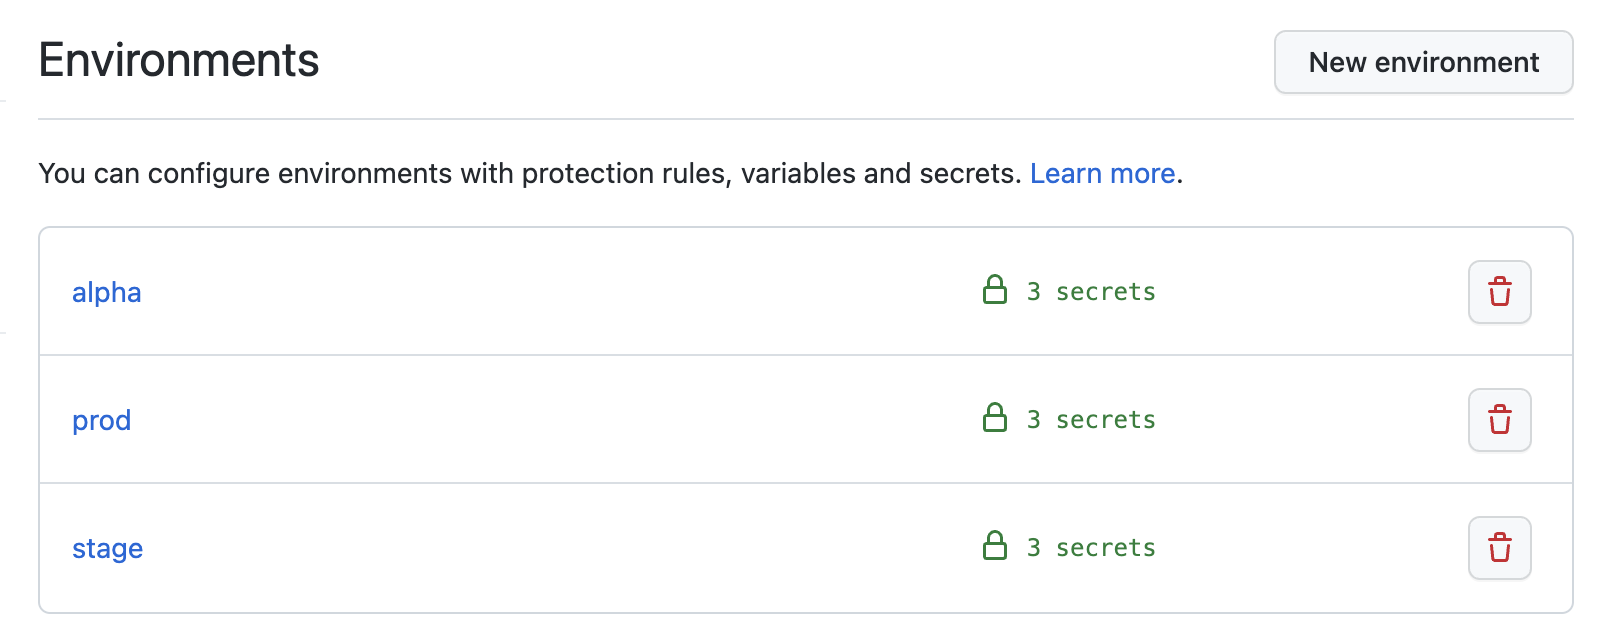 Environments
New environment
You can configure environments with protection rules, variables and secrets. Learn more.
alpha
3 secrets
prod
3 secrets
stage
3 secrets